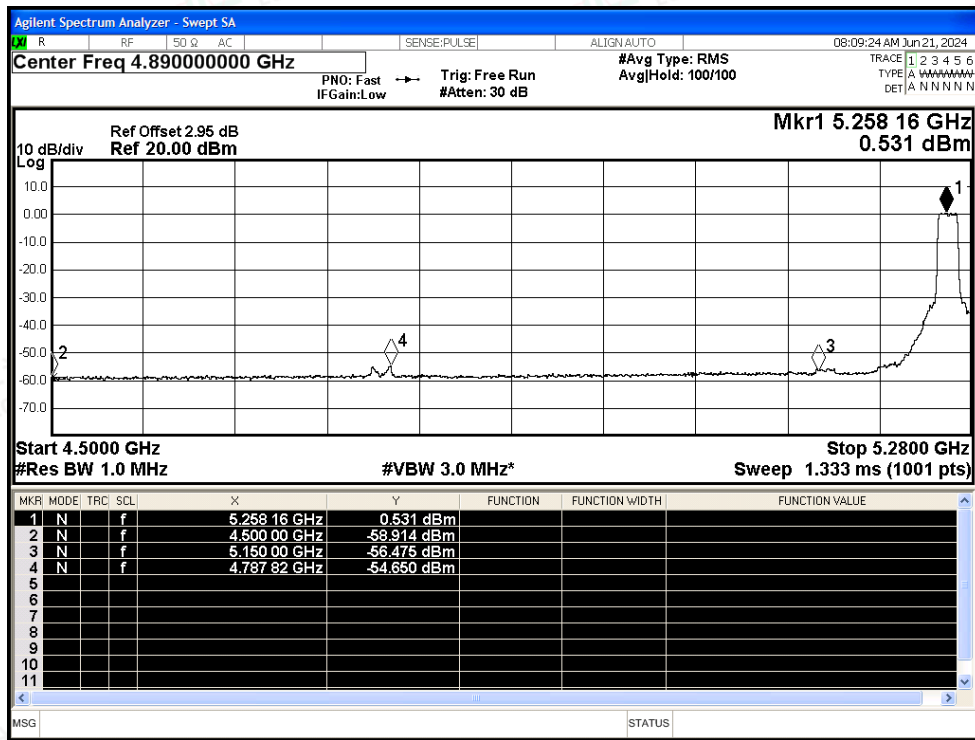 Agilent Spectrum Analyzer - Swept SA
LXI R RF 50 Ω AC SENSE:PULSE ALIGN AUTO 08:09:24 AM Jun 21, 2024
Center Freq 4.890000000 GHz
PNO: Fast
IFGain:Low
Trig: Free Run
#Atten: 30 dB
#Avg Type: RMS
Avg|Hold: 100/100
TRACE 1 2 3 4 5 6
TYPE A WWWWW
DET A N N N N N
Mkr1 5.258 16 GHz
0.531 dBm
Ref Offset 2.95 dB
10 dB/div Ref 20.00 dBm
Log
10.0
0.00
-10.0
-20.0
-30.0
-40.0
-50.0
-60.0
-70.0
1
2
3
4
Start 4.5000 GHz Stop 5.2800 GHz
#Res BW 1.0 MHz #VBW 3.0 MHz* Sweep 1.333 ms (1001 pts)
MKR MODE TRC SCL X Y FUNCTION FUNCTION WIDTH FUNCTION VALUE
1 N f 5.258 16 GHz 0.531 dBm
2 N f 4.500 00 GHz -58.914 dBm
3 N f 5.150 00 GHz -56.475 dBm
4 N f 4.787 82 GHz -54.650 dBm
5
6
7
8
9
10
11
MSG STATUS